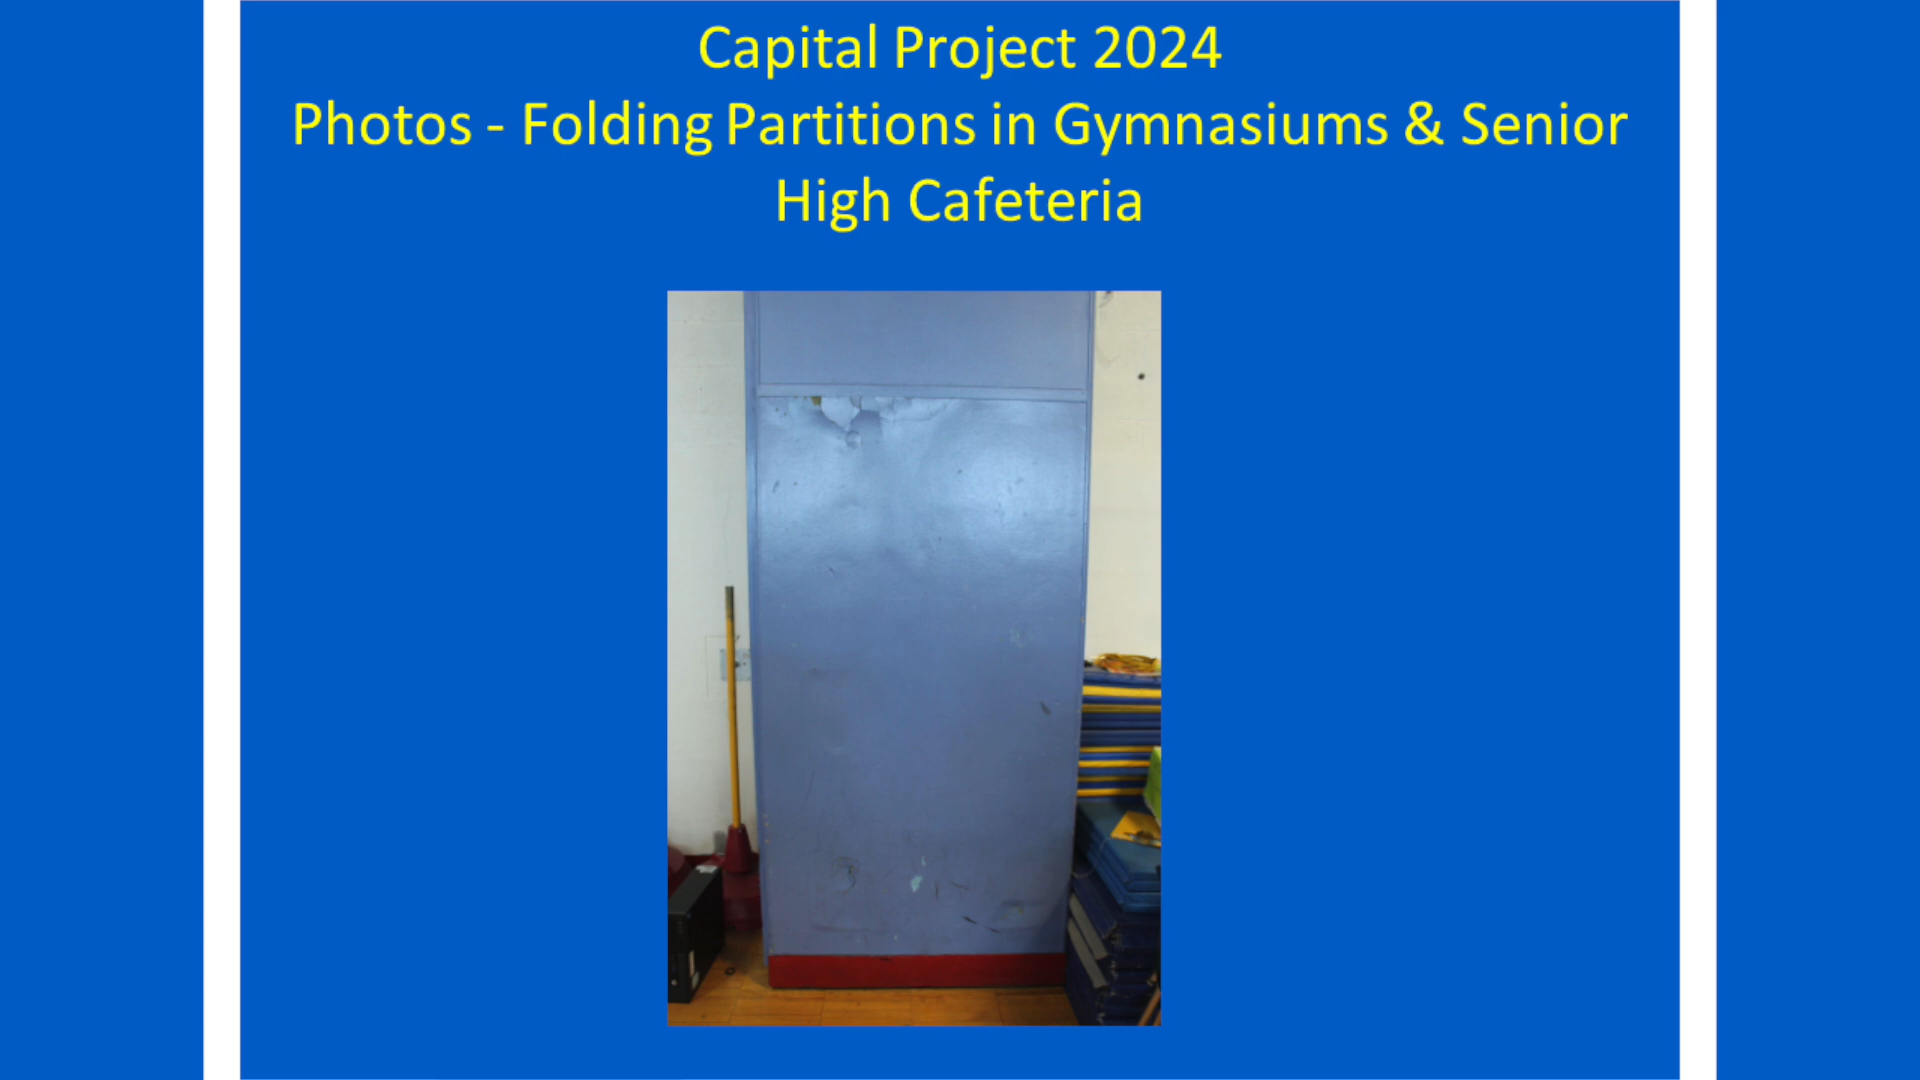 Capital Project 2024
Photos - Folding Partitions in Gymnasiums & Senior
High Cafeteria